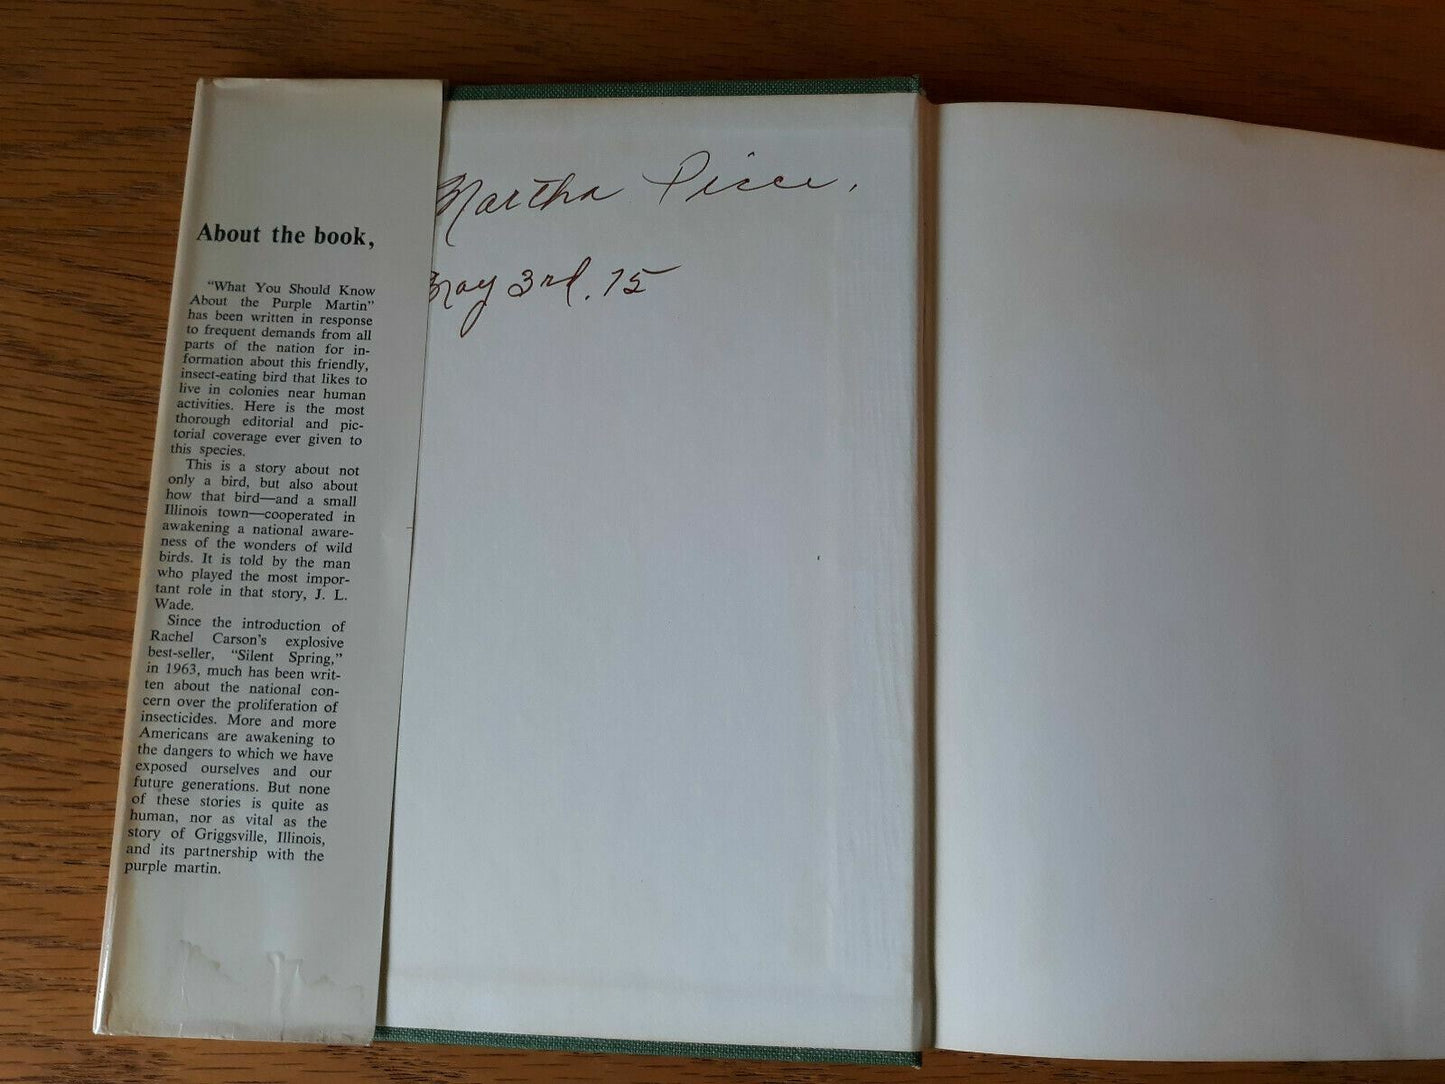 About the book,
"What You Should Know
About the Purple Martin"
has been written in response
to frequent demands from all
parts of the nation for in-
formation about this friendly,
insect-eating bird that likes to
live in colonies near human
activities. Here is the most
thorough editorial and pic-
torial coverage ever given to
this species.
This is a story about not
only a bird, but also about
how that bird—and a small
Illinois town—cooperated in
awakening a national aware-
ness of the wonders of wild
birds. It is told by the man
who played the most impor-
tant role in that story, J. L.
Wade.
Since the introduction of
Rachel Carson's explosive
best-seller, "Silent Spring,"
in 1963, much has been writ-
ten about the national con-
cern over the proliferation of
insecticides. More and more
Americans are awakening to
the dangers to which we have
exposed ourselves and our
future generations. But none
of these stories is quite as
human, nor as vital as the
story of Griggsville, Illinois,
and its partnership with the
purple martin.
Martha
May 3rd. 75